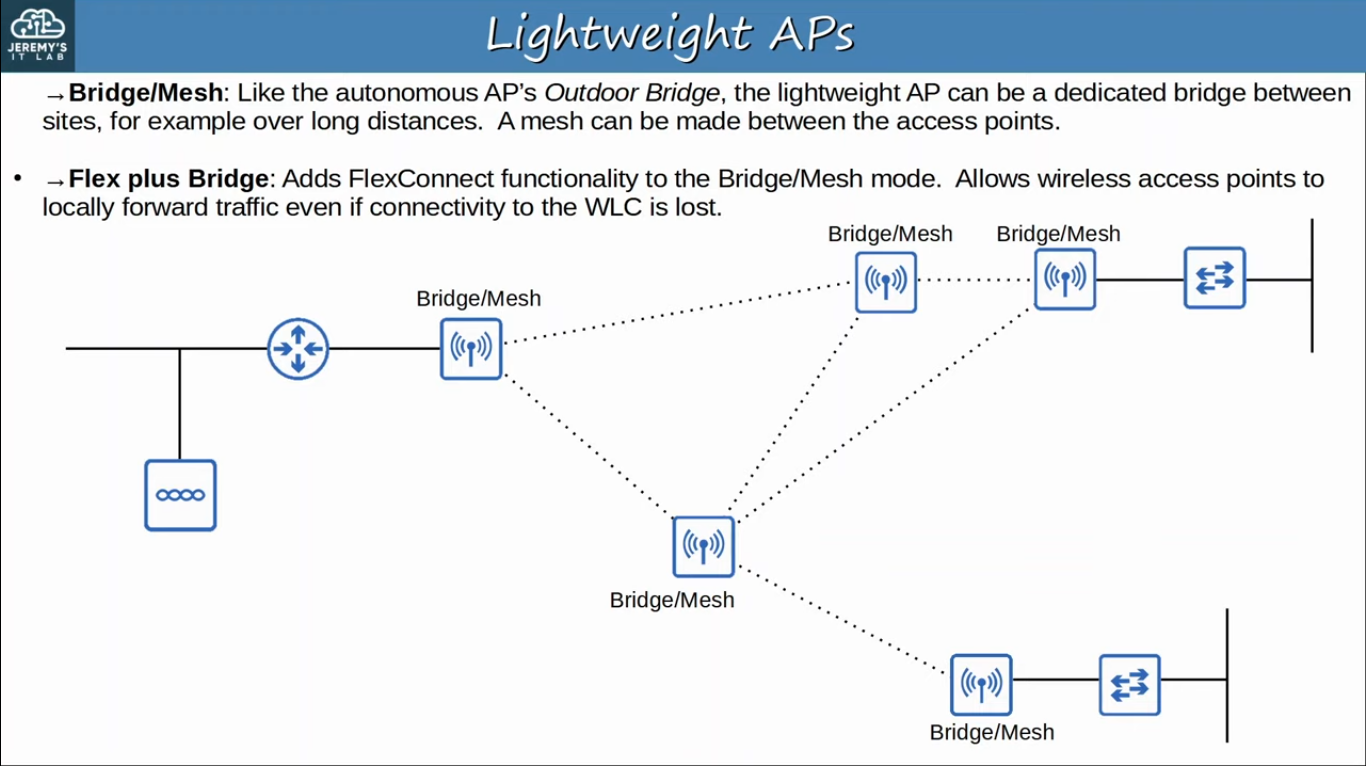 JEREMY'S
IT LAB
Lightweight APs
→Bridge/Mesh: Like the autonomous AP's Outdoor Bridge, the lightweight AP can be a dedicated bridge between
sites, for example over long distances.  A mesh can be made between the access points.
• →Flex plus Bridge: Adds FlexConnect functionality to the Bridge/Mesh mode.  Allows wireless access points to
locally forward traffic even if connectivity to the WLC is lost.
Bridge/Mesh
Bridge/Mesh
Bridge/Mesh
Bridge/Mesh
Bridge/Mesh